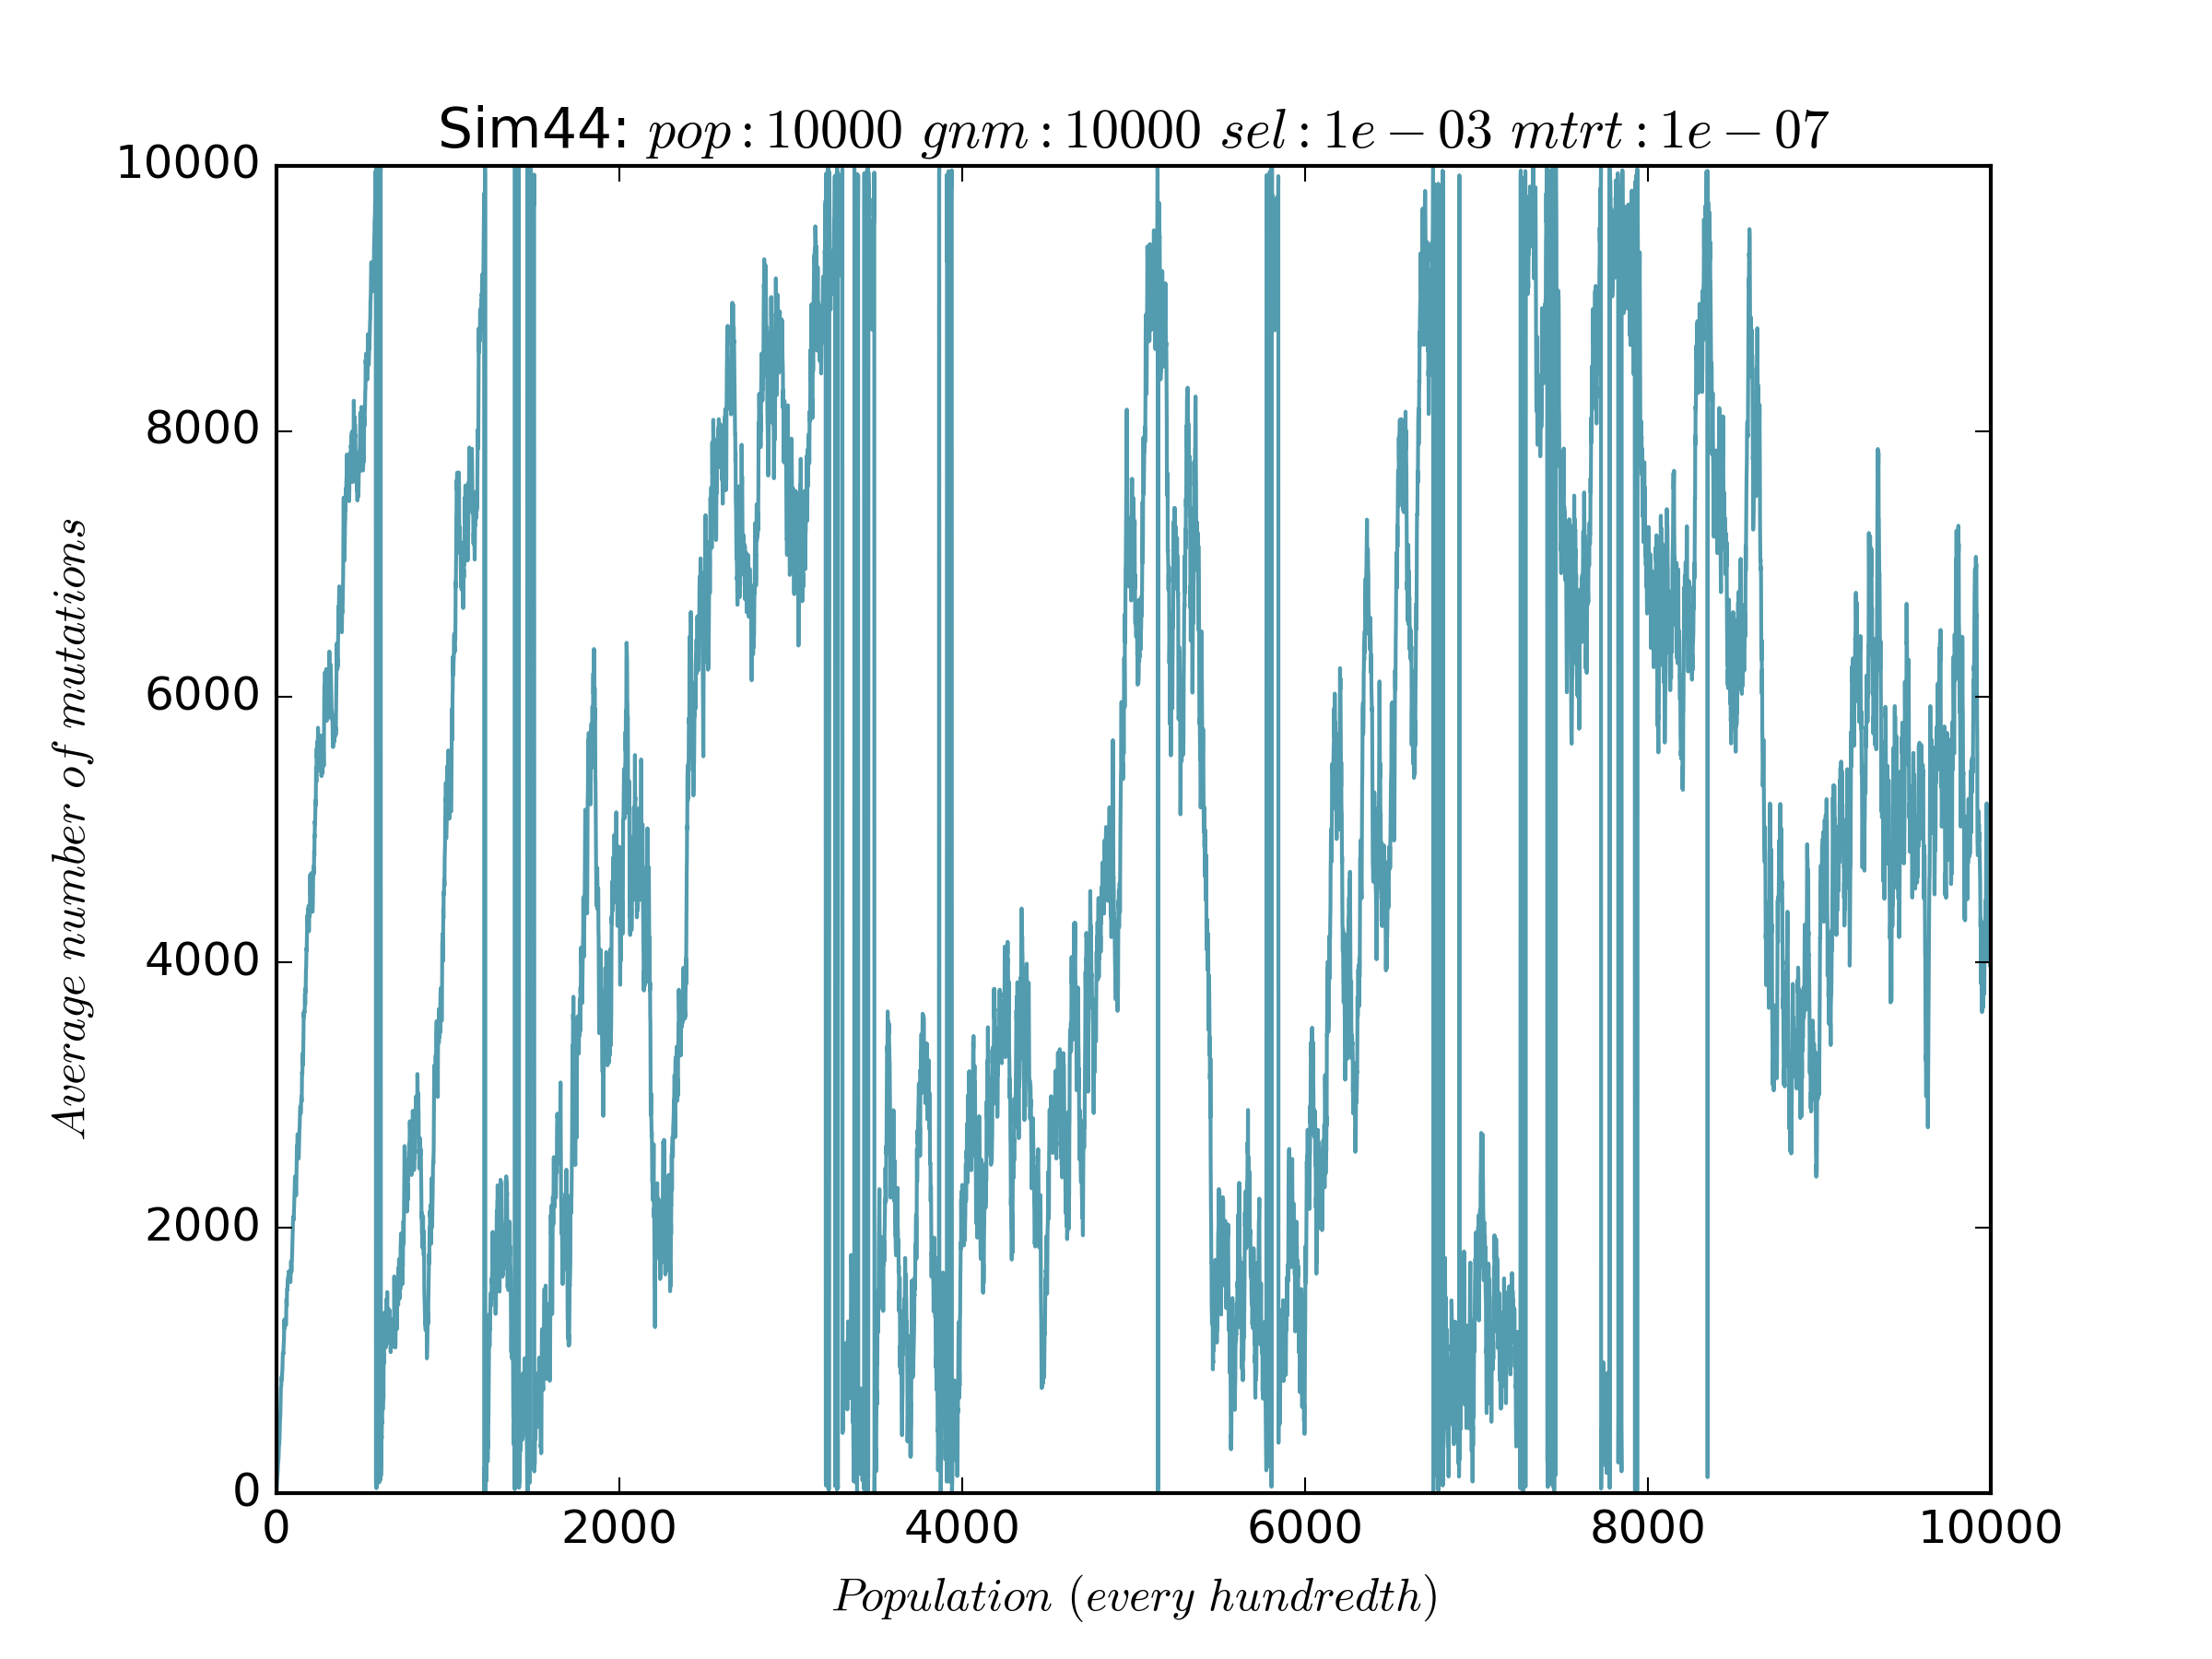 Sim44: pop : 10000 gnm : 10000 sel : 1e − 03 mtrt : 1e − 07
10000
8000
6000
4000
2000
0
Average number of mutations
0 2000 4000 6000 8000 10000
Population (every hundredth)